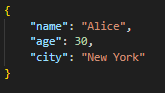 {
    "name": "Alice",
    "age": 30,
    "city": "New York"
}